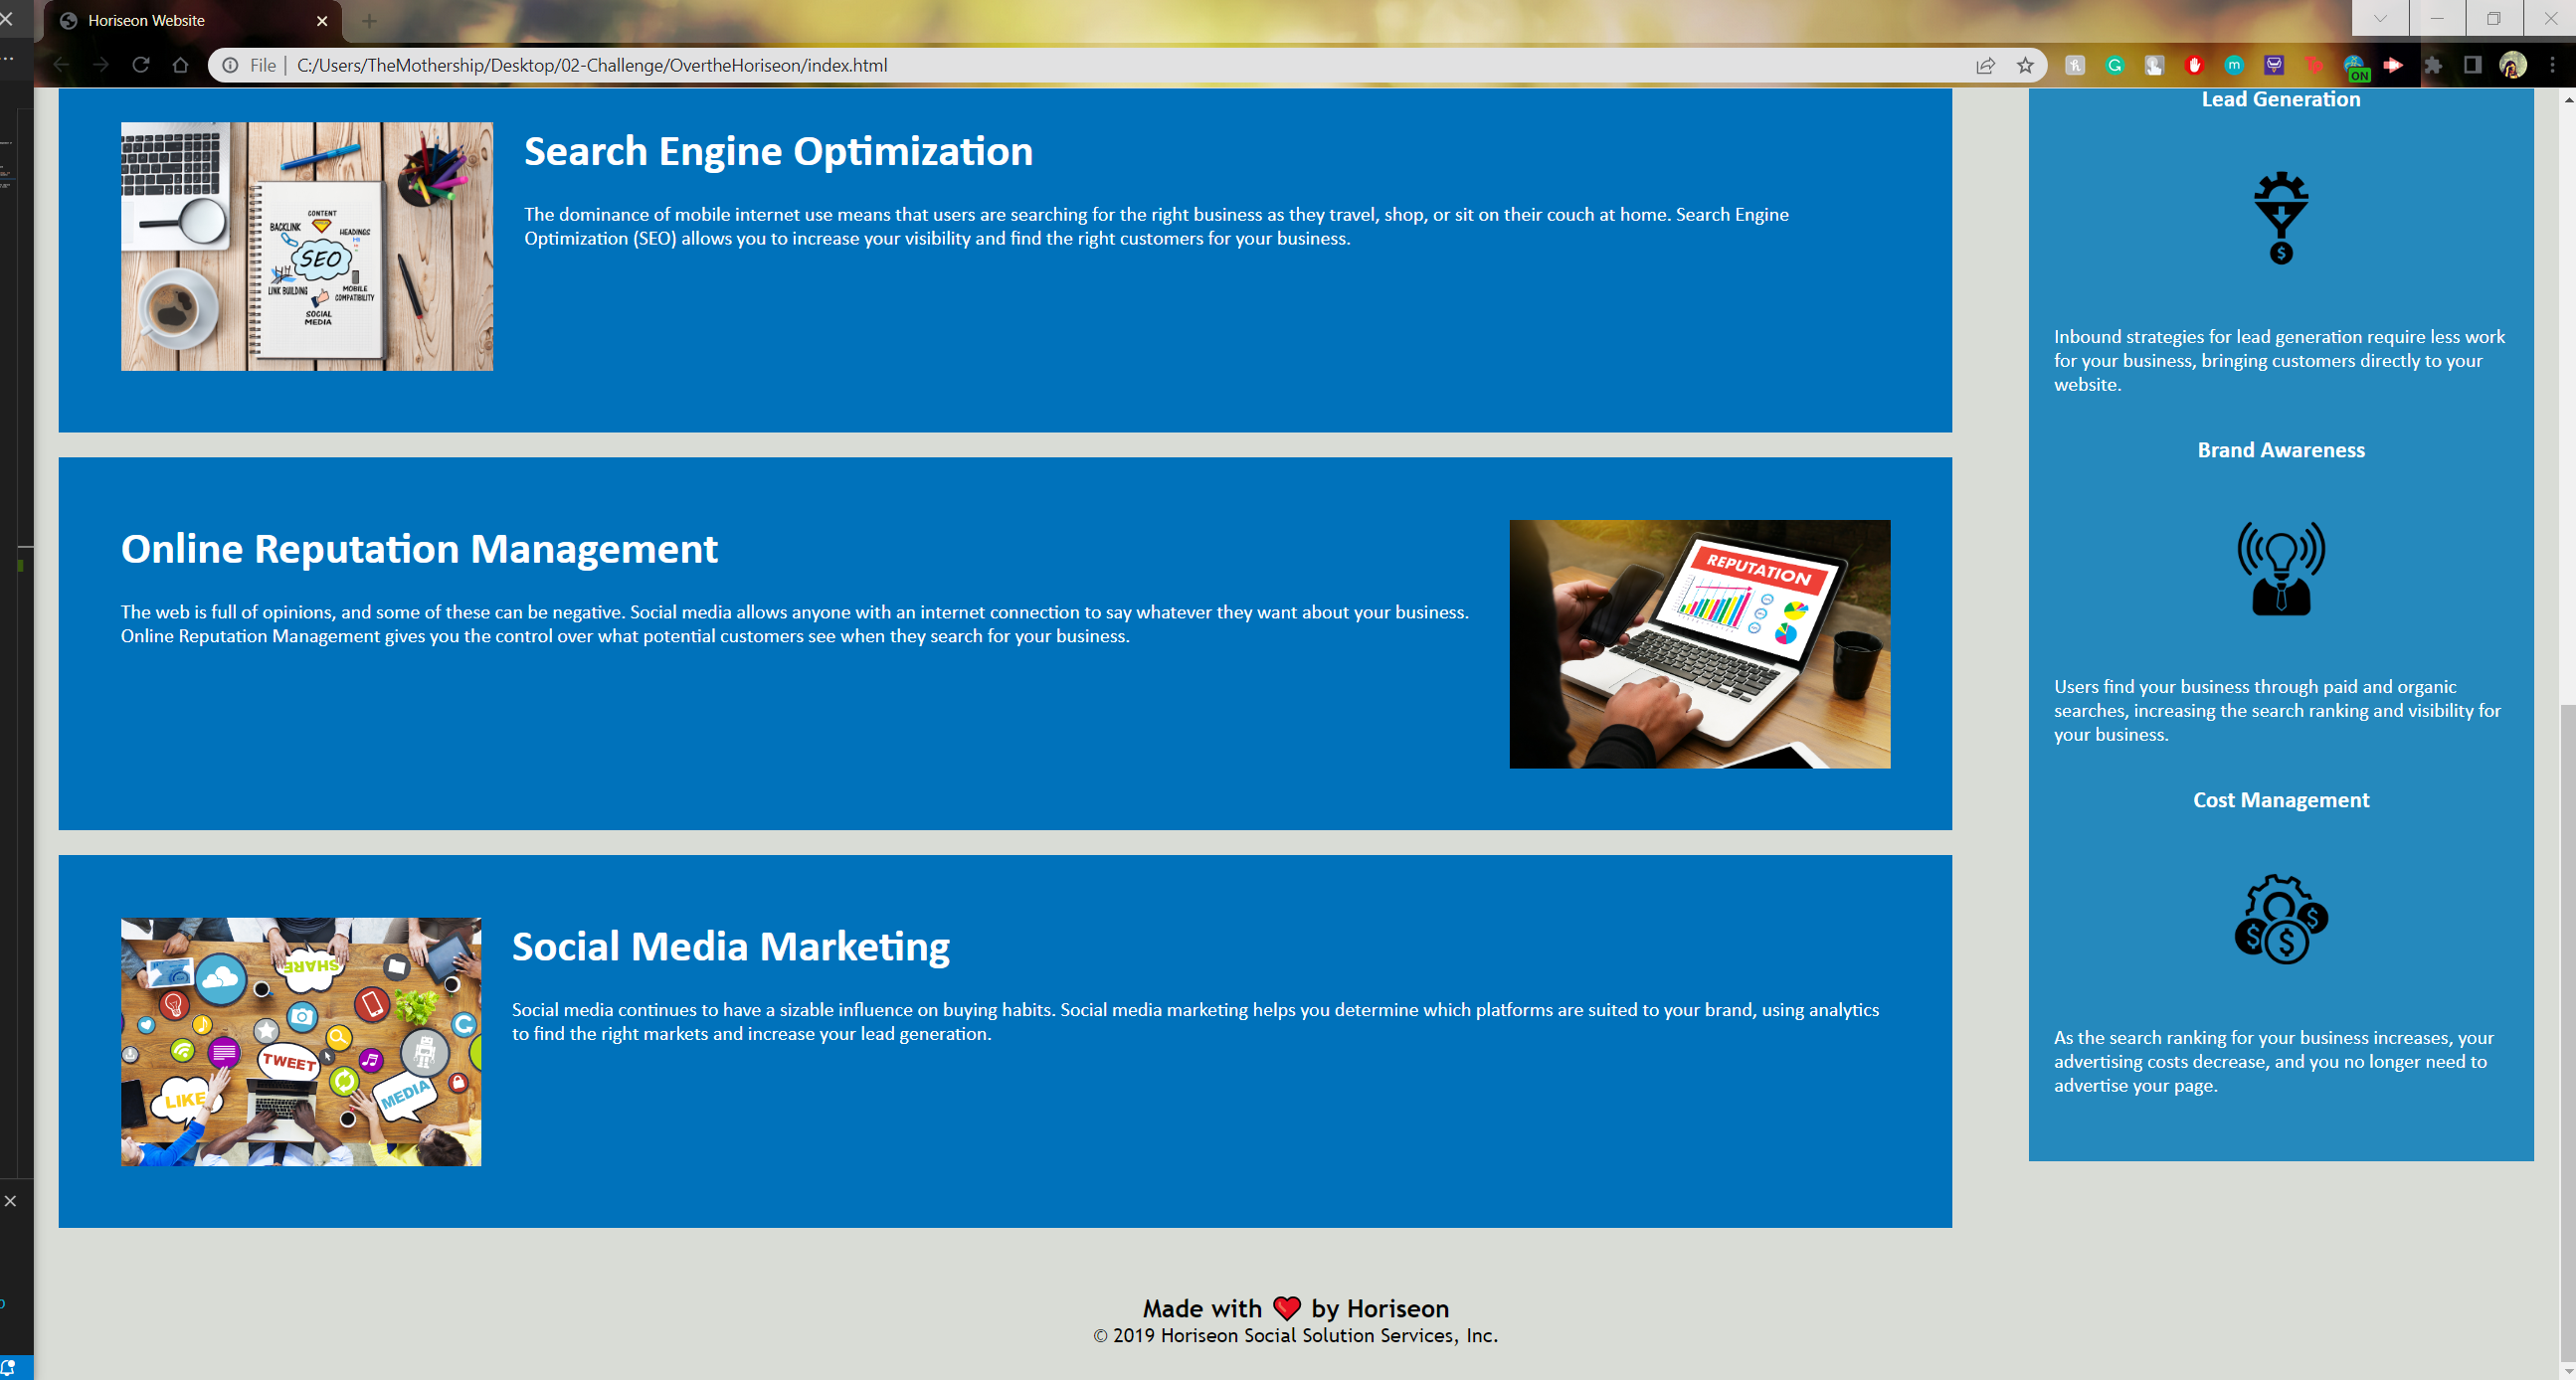 Horiseon Website
File | C:/Users/TheMothership/Desktop/02-Challenge/OvertheHoriseon/index.html
ON
Search Engine Optimization
The dominance of mobile internet use means that users are searching for the right business as they travel, shop, or sit on their couch at home. Search Engine
Optimization (SEO) allows you to increase your visibility and find the right customers for your business.
CONTENT
BACKLINK
HEADINGS
SEO
LINK BUILDING
MOBILE
COMPATIBILITY
SOCIAL
MEDIA
Online Reputation Management
The web is full of opinions, and some of these can be negative. Social media allows anyone with an internet connection to say whatever they want about your business.
Online Reputation Management gives you the control over what potential customers see when they search for your business.
REPUTATION
Social Media Marketing
Social media continues to have a sizable influence on buying habits. Social media marketing helps you determine which platforms are suited to your brand, using analytics
to find the right markets and increase your lead generation.
SHARE
TWEET
LIKE
MEDIA
Lead Generation
Inbound strategies for lead generation require less work
for your business, bringing customers directly to your
website.
Brand Awareness
Users find your business through paid and organic
searches, increasing the search ranking and visibility for
your business.
Cost Management
As the search ranking for your business increases, your
advertising costs decrease, and you no longer need to
advertise your page.
Made with ❤️ by Horiseon
© 2019 Horiseon Social Solution Services, Inc.